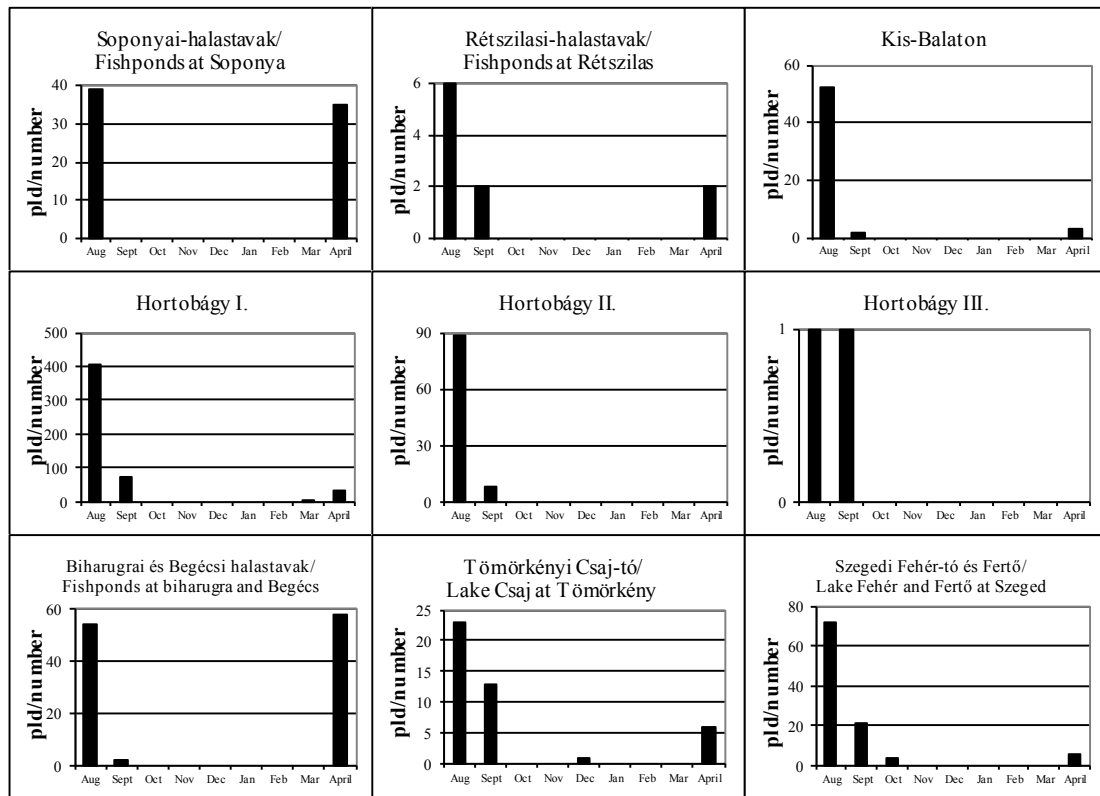 Soponyai-halastavak/
Fishponds at Soponya
pld/number
40
30
20
10
0
Aug Sept Oct Nov Dec Jan Feb Mar April
Rétszilasi-halastavak/
Fishponds at Rétszilas
pld/number
6
4
2
0
Aug Sept Oct Nov Dec Jan Feb Mar April
Kis-Balaton
pld/number
60
40
20
0
Aug Sept Oct Nov Dec Jan Feb Mar April
Hortobágy I.
pld/number
500
400
300
200
100
0
Aug Sept Oct Nov Dec Jan Feb Mar April
Hortobágy II.
pld/number
90
60
30
0
Aug Sept Oct Nov Dec Jan Feb Mar April
Hortobágy III.
pld/number
1
0
Aug Sept Oct Nov Dec Jan Feb Mar April
Biharugrai és Begécsi halastavak/
Fishponds at biharugra and Begécs
pld/number
60
40
20
0
Aug Sept Oct Nov Dec Jan Feb Mar April
Tömörkényi Csaj-tó/
Lake Csaj at Tömörkény
pld/number
25
20
15
10
5
0
Aug Sept Oct Nov Dec Jan Feb Mar April
Szegedi Fehér-tó és Fertő/
Lake Fehér and Fertő at Szeged
pld/number
80
60
40
20
0
Aug Sept Oct Nov Dec Jan Feb Mar April